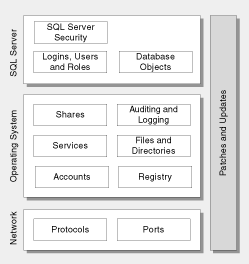 SQL Server
SQL Server
Security
Logins, Users
and Roles
Database
Objects
Operating System
Shares
Auditing and
Logging
Services
Files and
Directories
Accounts
Registry
Network
Protocols
Ports
Patches and Updates